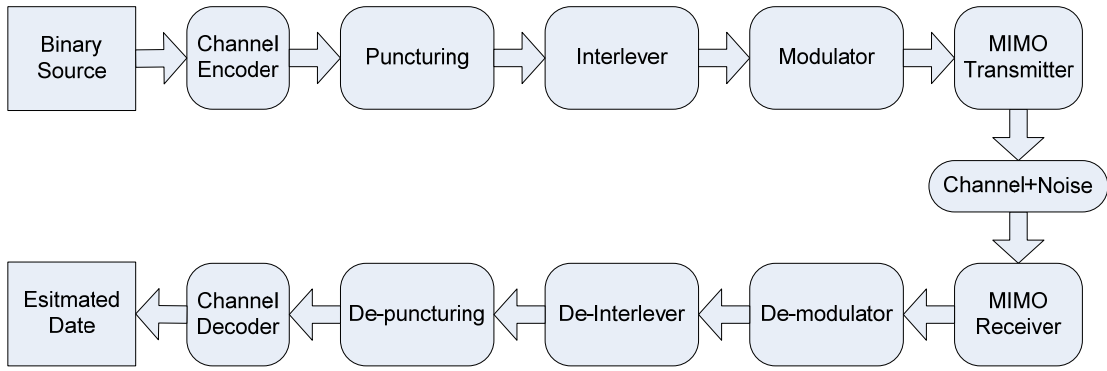 Binary
Source
Channel
Encoder
Puncturing
Interlever
Modulator
MIMO
Transmitter
Channel+Noise
Esitmated
Date
Channel
Decoder
De-puncturing
De-Interlever
De-modulator
MIMO
Receiver